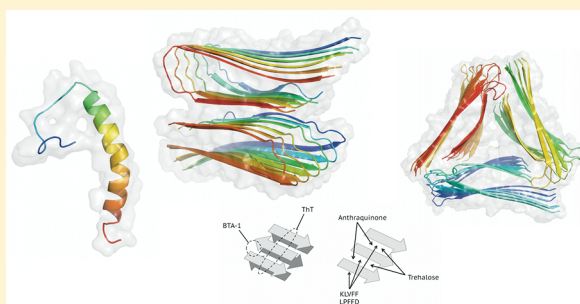 ThT
BTA-1
Anthraquinone
Trehalose
KLVFF
LPFFD